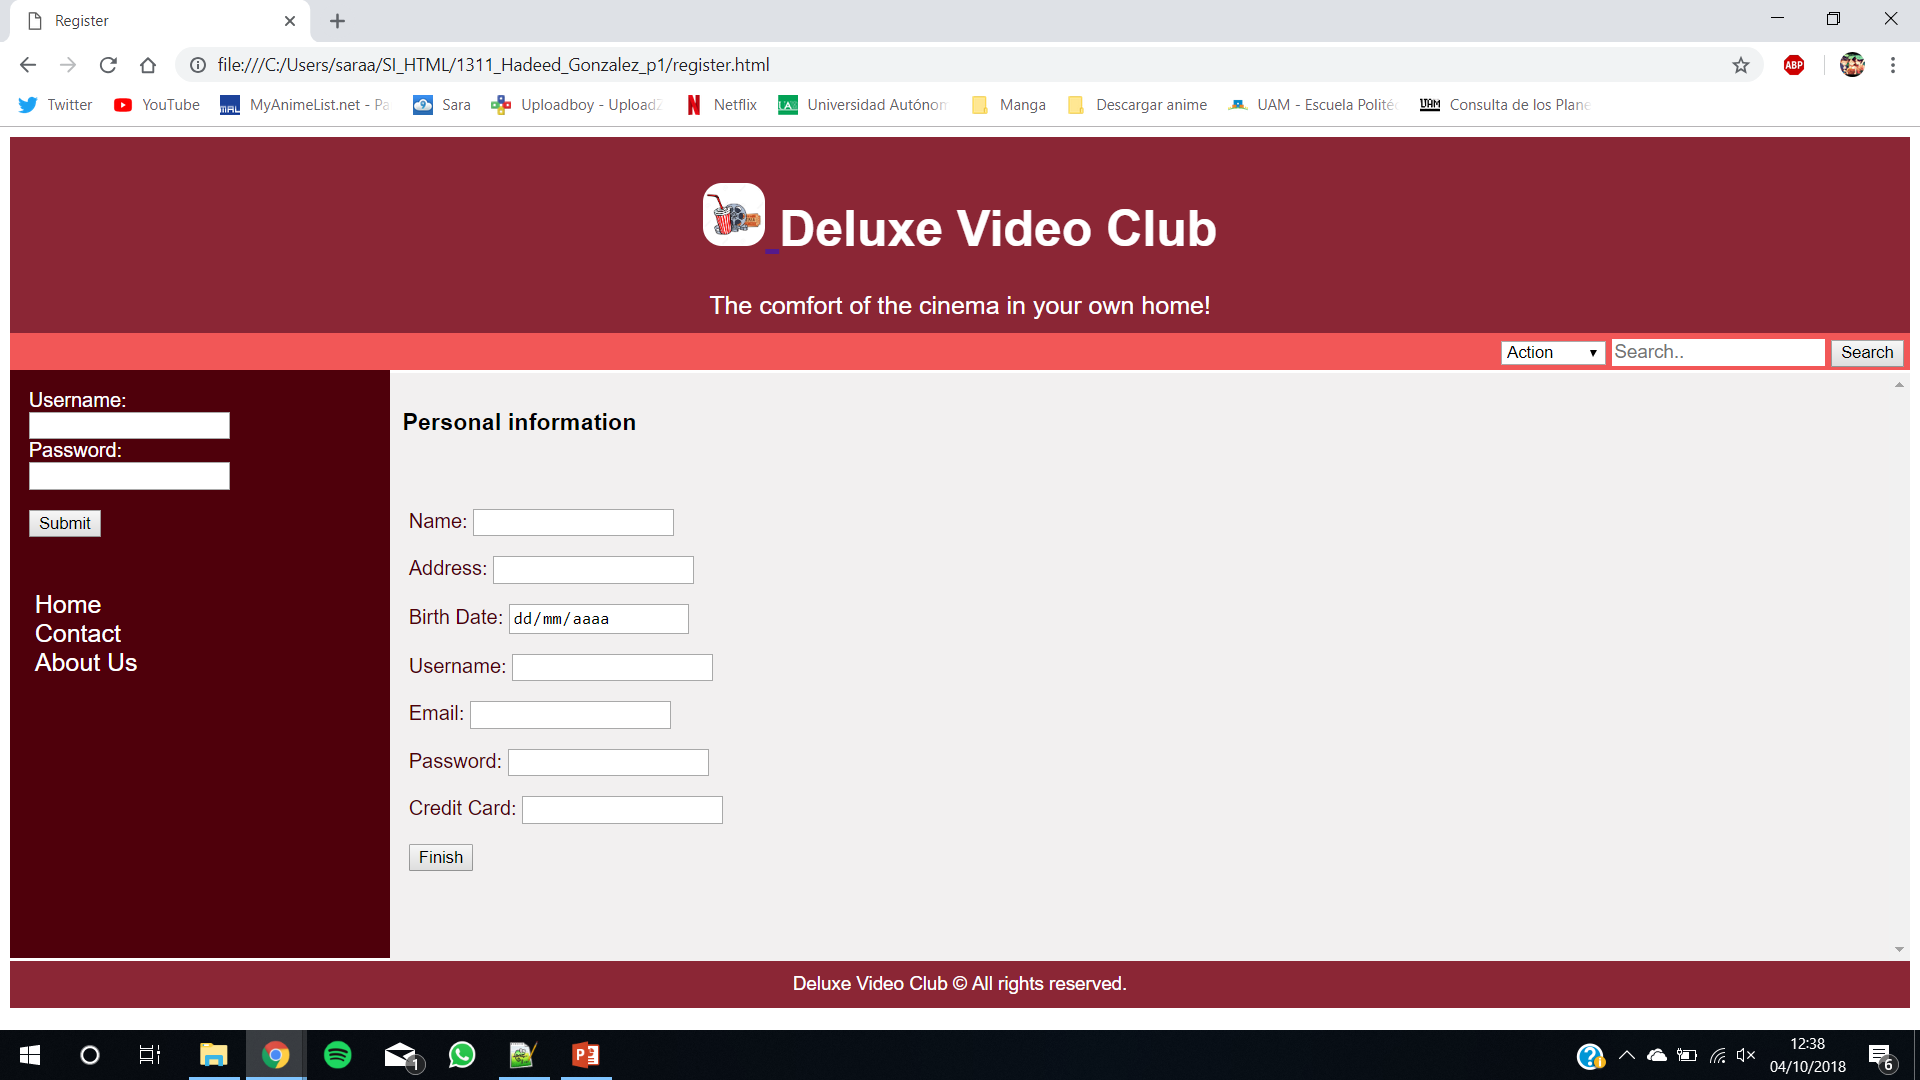 Register
file:///C:/Users/saraa/SI_HTML/1311_Hadeed_Gonzalez_p1/register.html
ABP
Twitter YouTube MyAnimeList.net - Pa Sara Uploadboy - UploadZ Netflix Universidad Autónom Manga Descargar anime UAM - Escuela Polité Consulta de los Plane
Deluxe Video Club
The comfort of the cinema in your own home!
Action Search.. Search
Username:
Password:
Submit
Home
Contact
About Us
Personal information
Name:
Address:
Birth Date: dd/mm/aaaa
Username:
Email:
Password:
Credit Card:
Finish
Deluxe Video Club © All rights reserved.
1
12:38
04/10/2018
6